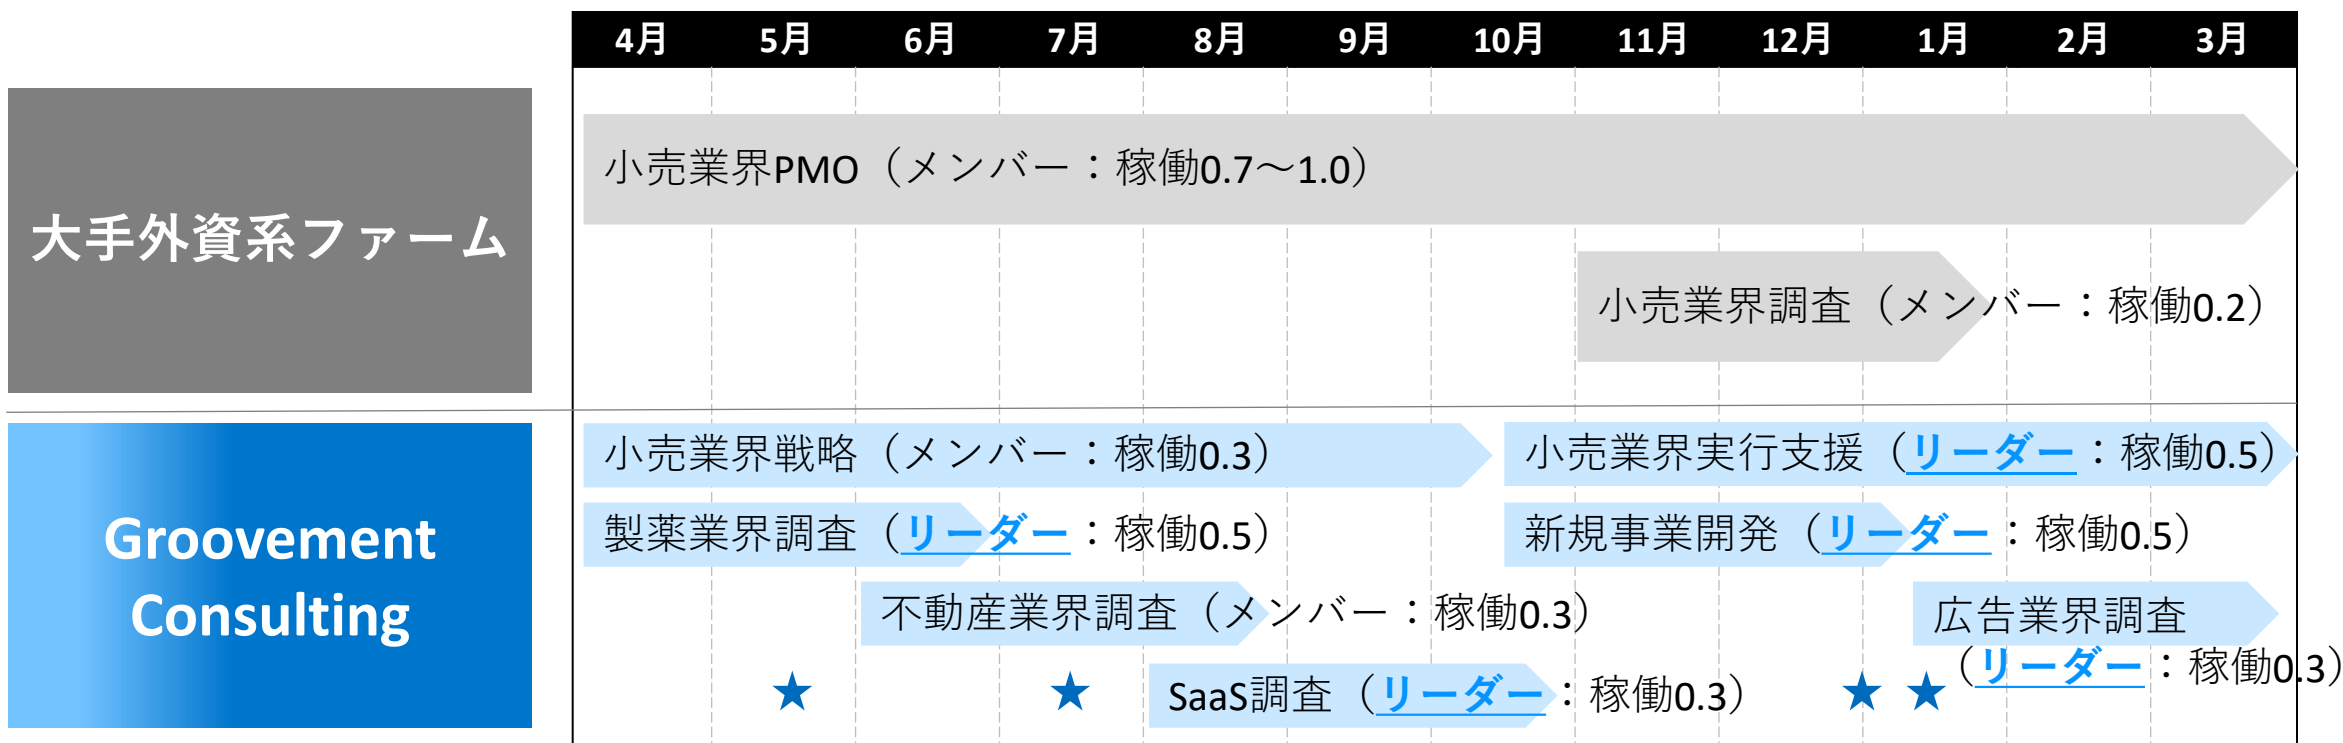 4月 5月 6月 7月 8月 9月 10月 11月 12月 1月 2月 3月
大手外資系ファーム
小売業界PMO（メンバー：稼働0.7～1.0）
小売業界調査（メンバー：稼働0.2）
Groovement
Consulting
小売業界戦略（メンバー：稼働0.3）
小売業界実行支援（リーダー：稼働0.5）
製薬業界調査（リーダー：稼働0.5）
新規事業開発（リーダー：稼働0.5）
不動産業界調査（メンバー：稼働0.3）
広告業界調査
（リーダー：稼働0.3）
SaaS調査（リーダー：稼働0.3）